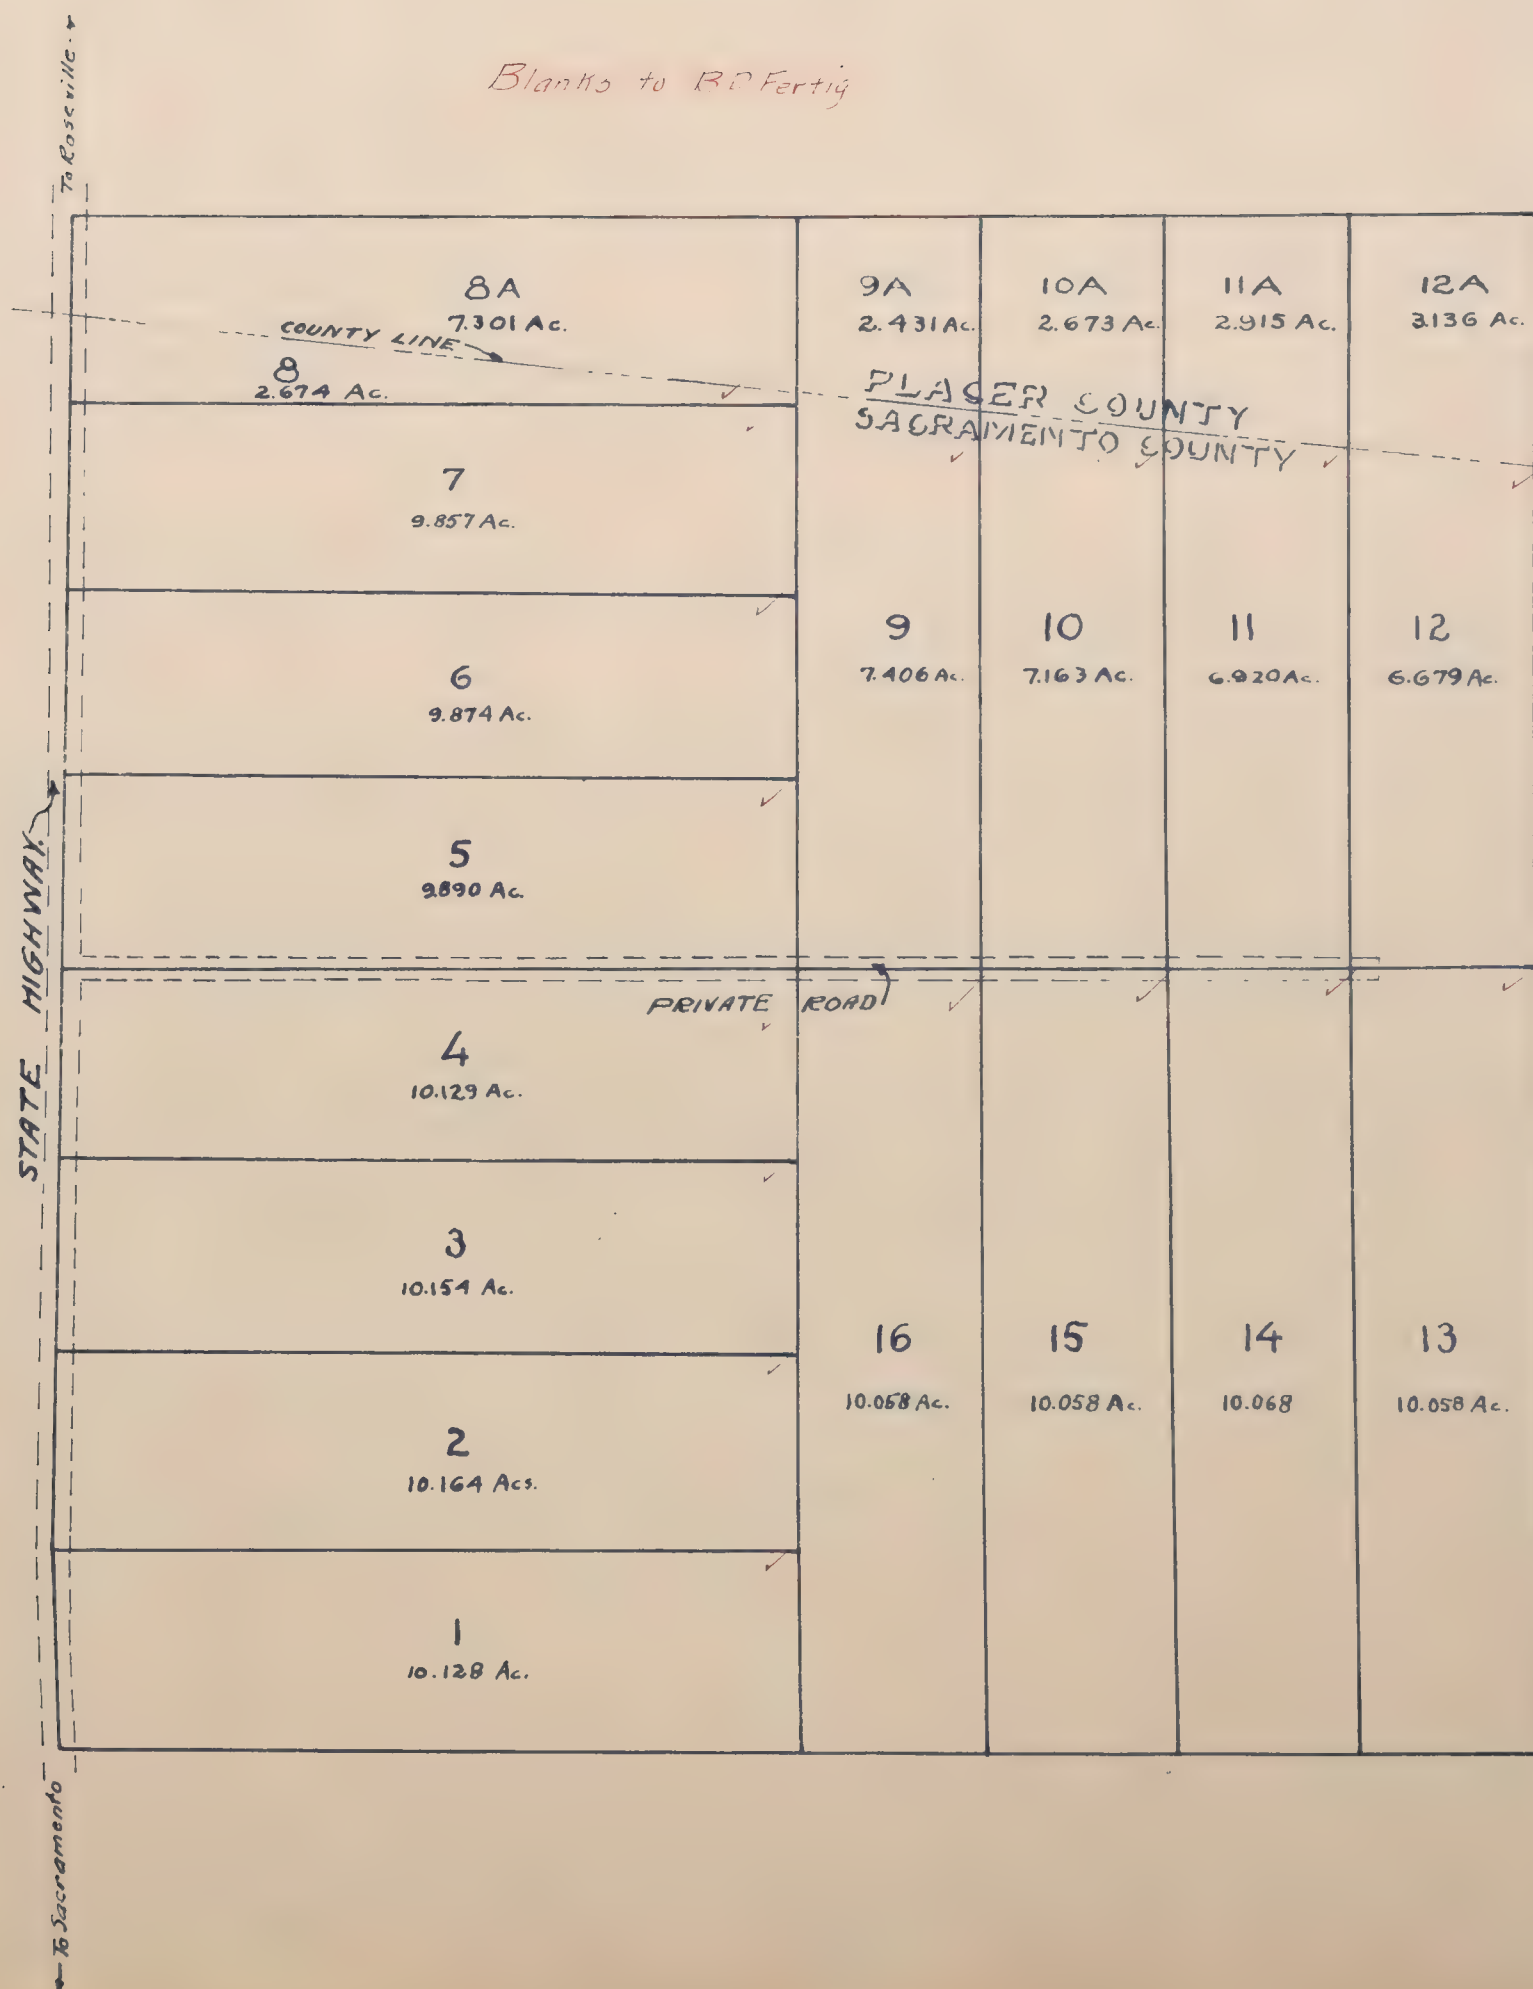 To Roseville
Blanks to BD Fertig
8A
7.301 Ac.
COUNTY LINE
8
2.674 Ac.
9A
2.431 Ac.
10A
2.673 Ac.
11A
2.915 Ac.
12A
3.136 Ac.
PLACER COUNTY
SACRAMENTO COUNTY
7
9.857 Ac.
6
9.874 Ac.
9
7.406 Ac.
10
7.163 Ac.
11
6.920 Ac.
12
6.679 Ac.
5
9.890 Ac.
STATE HIGHWAY
PRIVATE ROAD
4
10.129 Ac.
3
10.154 Ac.
16
10.058 Ac.
15
10.058 Ac.
14
10.068
13
10.058 Ac.
2
10.164 Acs.
1
10.128 Ac.
To Sacramento